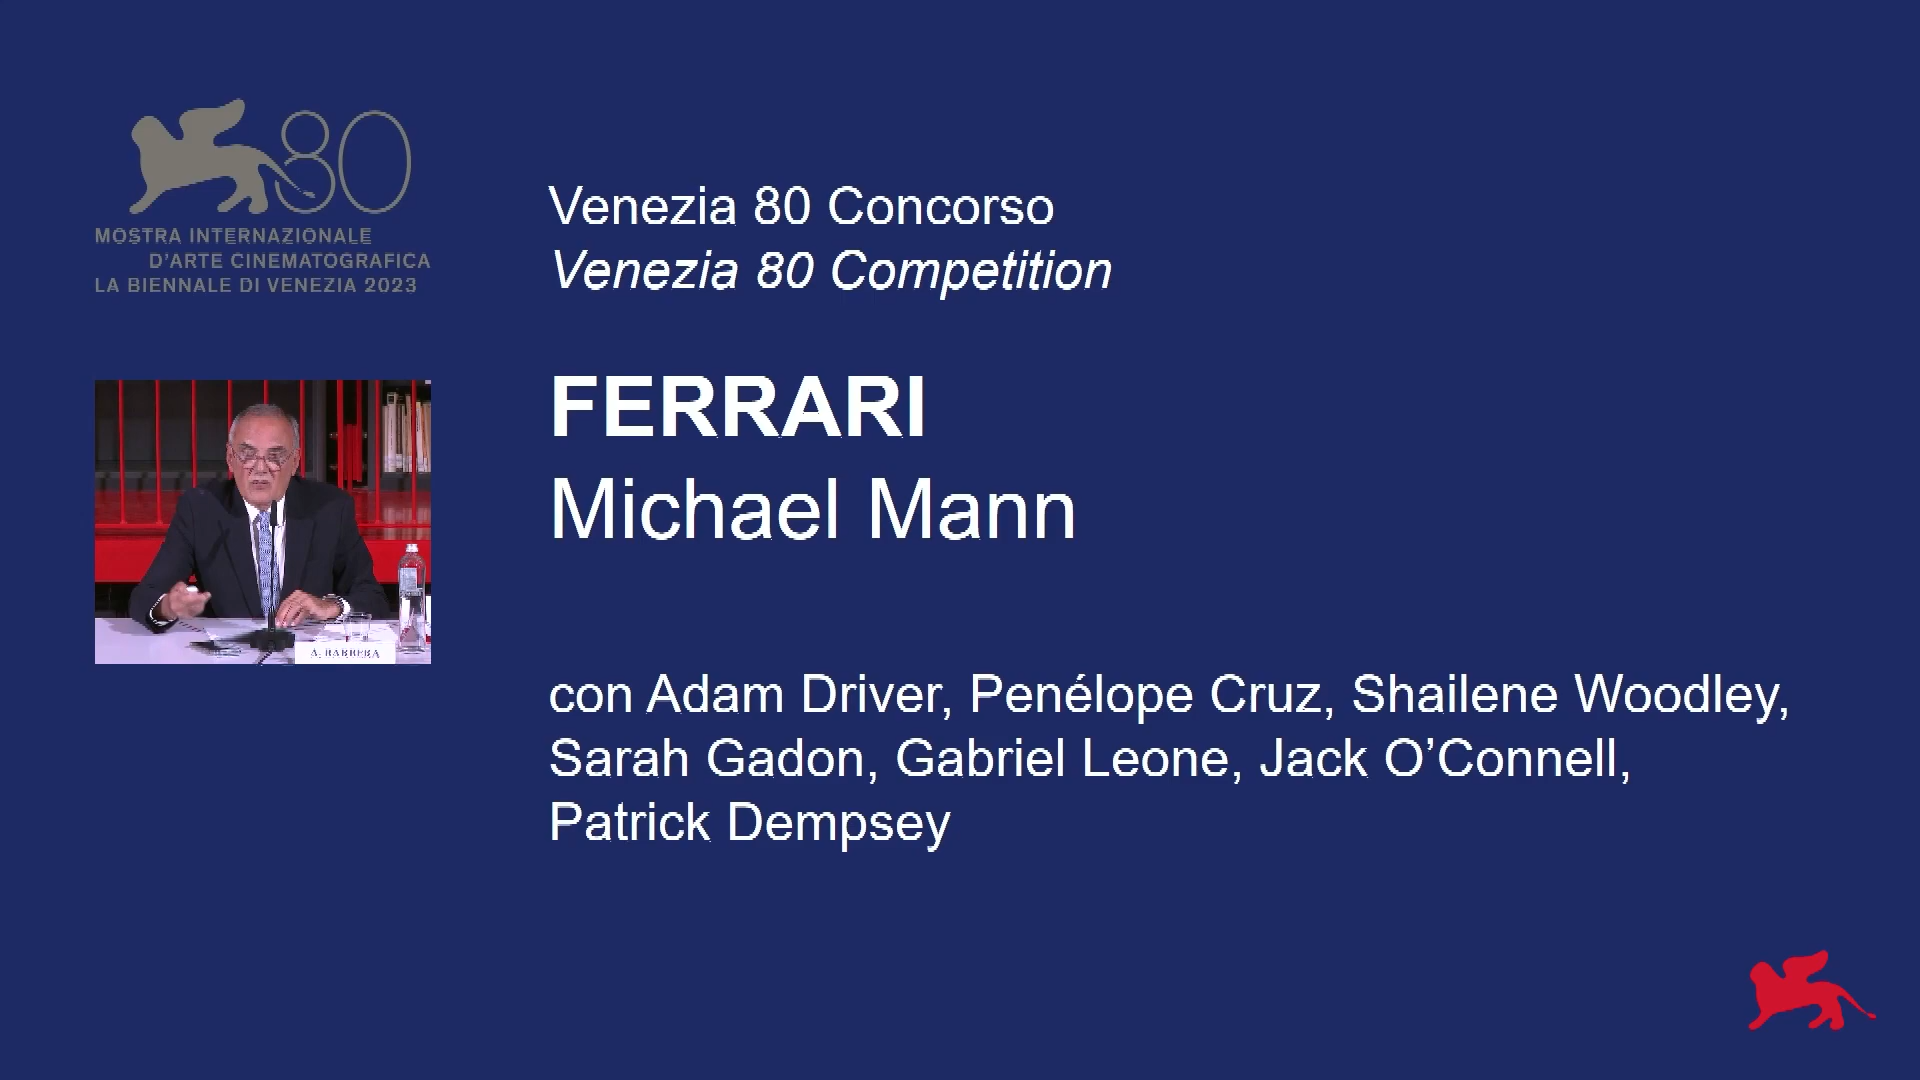 80
MOSTRA INTERNAZIONALE
D'ARTE CINEMATOGRAFICA
LA BIENNALE DI VENEZIA 2023
Venezia 80 Concorso
Venezia 80 Competition
FERRARI
Michael Mann
con Adam Driver, Penélope Cruz, Shailene Woodley,
Sarah Gadon, Gabriel Leone, Jack O’Connell,
Patrick Dempsey
A. BARBERA